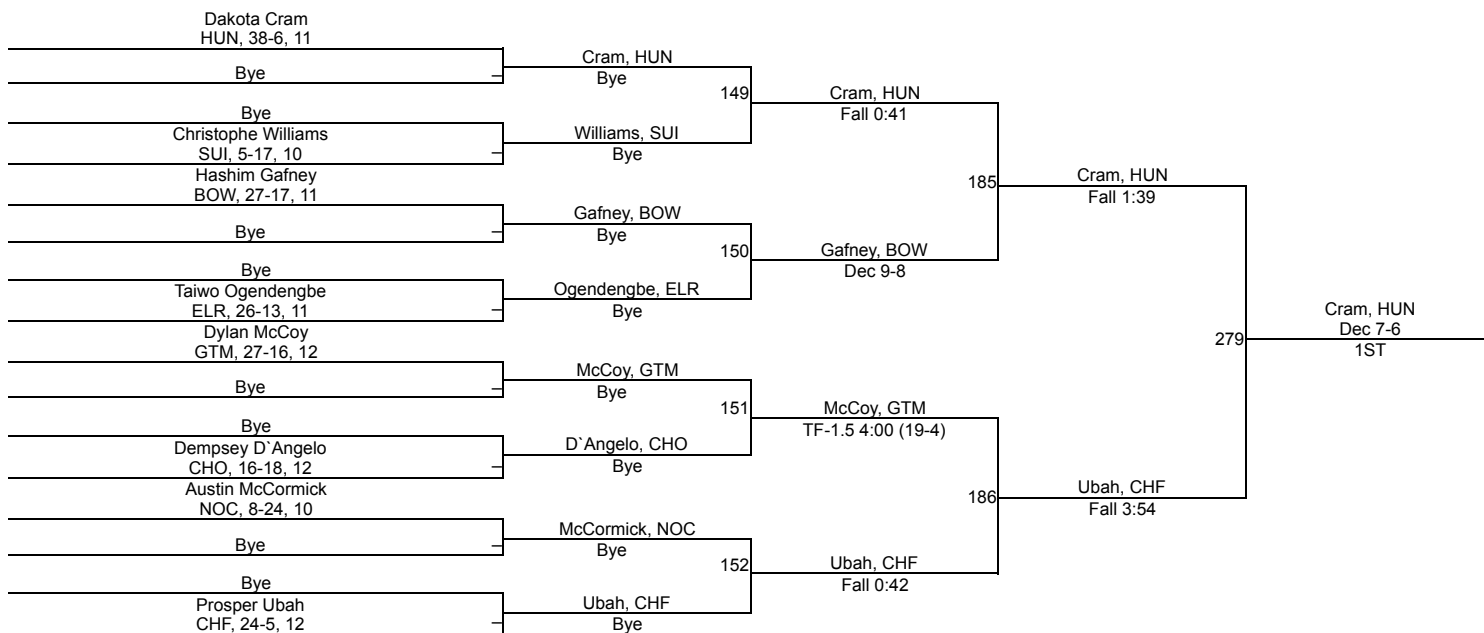 Dakota Cram
HUN, 38-6, 11
Bye
Bye
Christophe Williams
SUI, 5-17, 10
Hashim Gafney
BOW, 27-17, 11
Bye
Bye
Taiwo Ogendengbe
ELR, 26-13, 11
Dylan McCoy
GTM, 27-16, 12
Bye
Bye
Dempsey D`Angelo
CHO, 16-18, 12
Austin McCormick
NOC, 8-24, 10
Bye
Bye
Prosper Ubah
CHF, 24-5, 12
Cram, HUN
Bye
149
Williams, SUI
Bye
Gafney, BOW
Bye
150
Ogendengbe, ELR
Bye
McCoy, GTM
Bye
151
D`Angelo, CHO
Bye
McCormick, NOC
Bye
152
Ubah, CHF
Bye
Cram, HUN
Fall 0:41
185
Gafney, BOW
Dec 9-8
McCoy, GTM
TF-1.5 4:00 (19-4)
186
Ubah, CHF
Fall 0:42
Cram, HUN
Fall 1:39
279
Ubah, CHF
Fall 3:54
Cram, HUN
Dec 7-6
1ST